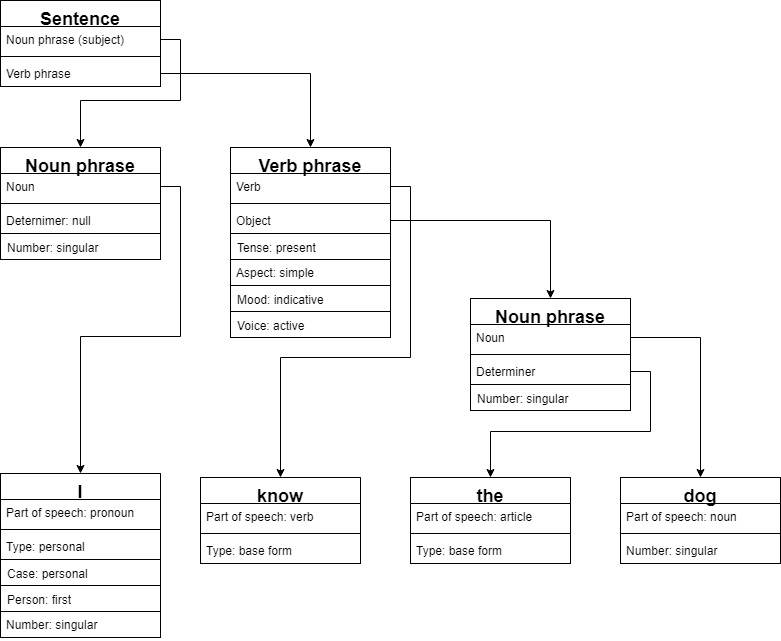 Sentence
Noun phrase (subject)
Verb phrase
Noun phrase
Noun
Deternimer: null
Number: singular
Verb phrase
Verb
Object
Tense: present
Aspect: simple
Mood: indicative
Voice: active
Noun phrase
Noun
Determiner
Number: singular
I
Part of speech: pronoun
Type: personal
Case: personal
Person: first
Number: singular
know
Part of speech: verb
Type: base form
the
Part of speech: article
Type: base form
dog
Part of speech: noun
Number: singular